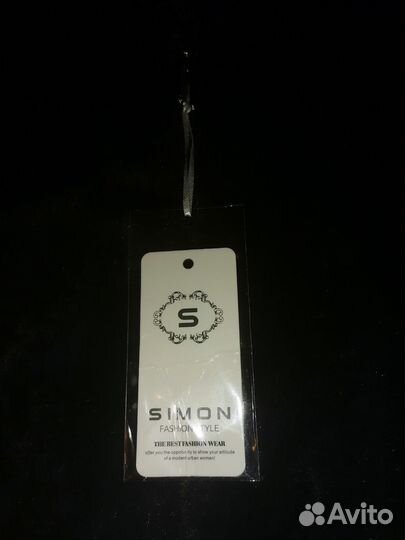 S
SIMON
FASHION STYLE
THE BEST FASHION WEAR
offer you the opportunity to show your attitude
of a modern urban woman!
Avito